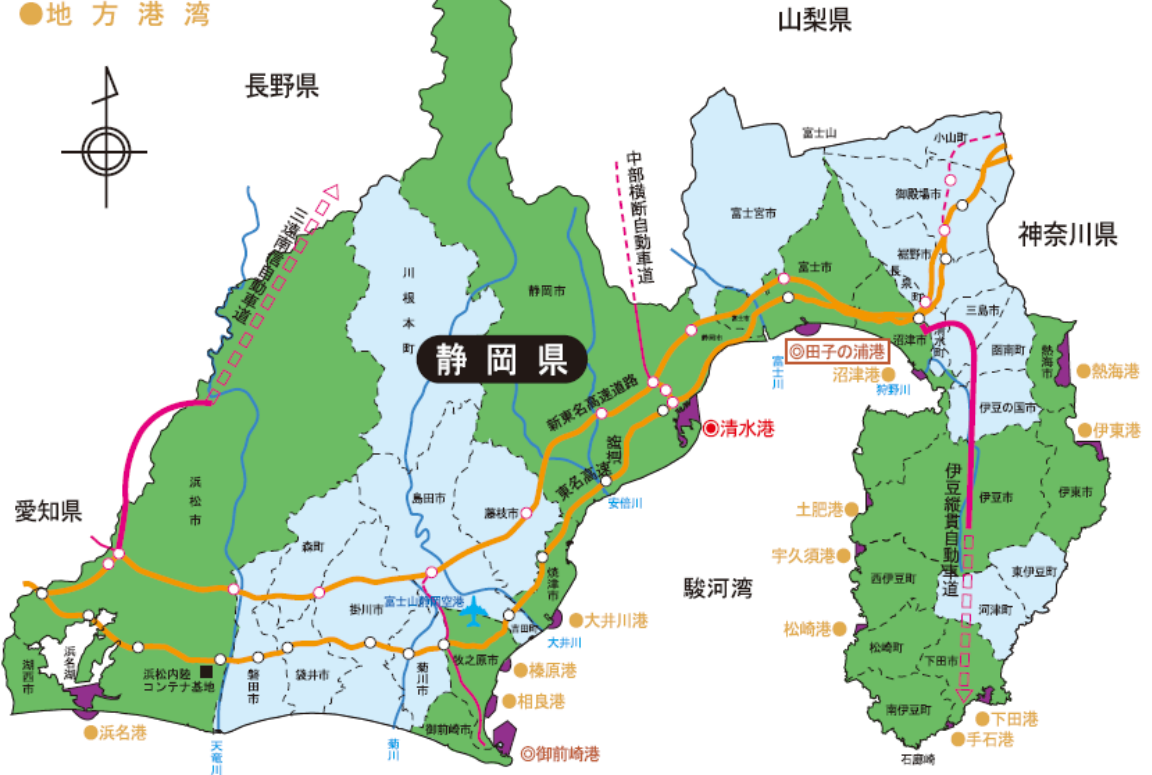 ●地方港湾
山梨県
長野県
神奈川県
愛知県
静岡県
駿河湾
富士山
小山町
御殿場市
裾野市
長泉町
三島市
清水町
沼津市
函南町
熱海市
伊豆の国市
伊豆市
伊東市
東伊豆町
河津町
西伊豆町
松崎町
下田市
南伊豆町
石廊崎
富士宮市
富士市
富士市
静岡市
静岡市
川根本町
島田市
藤枝市
焼津市
吉田町
牧之原市
御前崎市
菊川市
掛川市
森町
袋井市
磐田市
浜松市
湖西市
浜名湖
浜松内陸
コンテナ基地
富士山静岡空港
三遠南信自動車道
中部横断自動車道
新東名高速道路
東名高速道路
伊豆縦貫自動車道
天竜川
菊川
大井川
安倍川
富士川
狩野川
◎田子の浦港
●沼津港
◉清水港
●熱海港
●伊東港
土肥港●
宇久須港●
松崎港●
●下田港
●手石港
●大井川港
●榛原港
●相良港
◎御前崎港
●浜名港